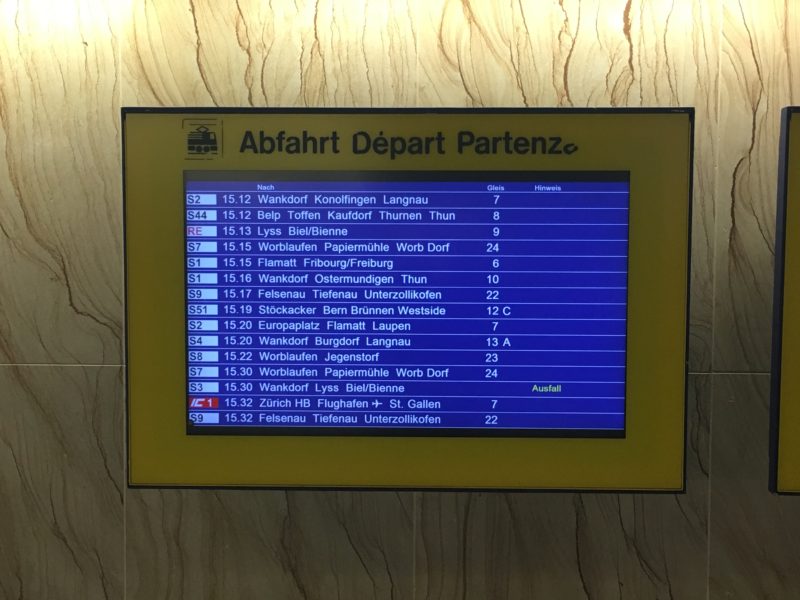 Abfahrt Départ Partenze
Nach Gleis Hinweis
S2 15.12 Wankdorf Konolfingen Langnau 7
S44 15.12 Belp Toffen Kaufdorf Thurnen Thun 8
RE 15.13 Lyss Biel/Bienne 9
S7 15.15 Worblaufen Papiermühle Worb Dorf 24
S1 15.15 Flamatt Fribourg/Freiburg 6
S1 15.16 Wankdorf Ostermundigen Thun 10
S9 15.17 Felsenau Tiefenau Unterzollikofen 22
S51 15.19 Stöckacker Bern Brünnen Westside 12 C
S2 15.20 Europaplatz Flamatt Laupen 7
S4 15.20 Wankdorf Burgdorf Langnau 13 A
S8 15.22 Worblaufen Jegenstorf 23
S7 15.30 Worblaufen Papiermühle Worb Dorf 24
S3 15.30 Wankdorf Lyss Biel/Bienne Ausfall
IC 1 15.32 Zürich HB Flughafen ✈ St. Gallen 7
S9 15.32 Felsenau Tiefenau Unterzollikofen 22